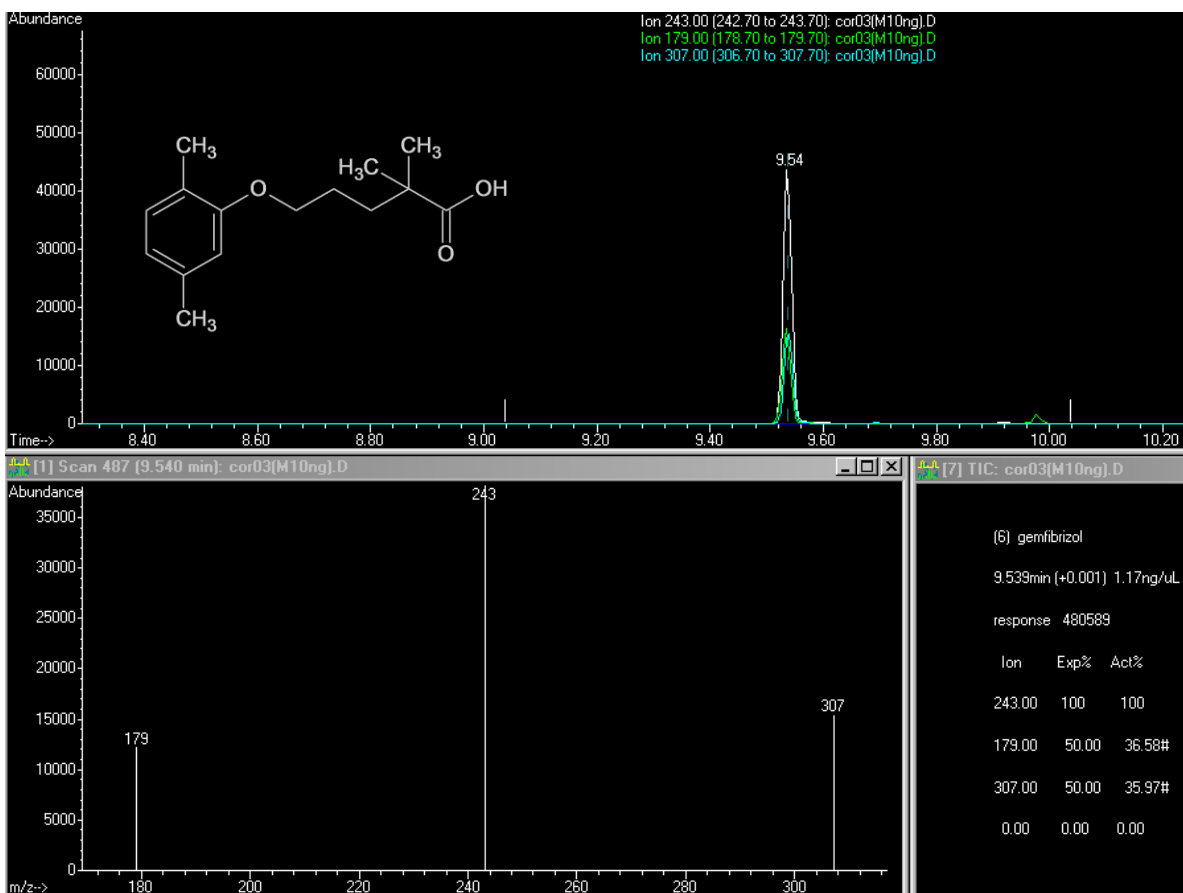 Abundance
Ion 243.00 (242.70 to 243.70): cor03(M10ng).D
Ion 179.00 (178.70 to 179.70): cor03(M10ng).D
Ion 307.00 (306.70 to 307.70): cor03(M10ng).D
60000
50000
40000
30000
20000
10000
0
CH3
H3C
CH3
O
OH
O
CH3
9.54
Time-->
8.40 8.60 8.80 9.00 9.20 9.40 9.60 9.80 10.00 10.20
[1] Scan 487 (9.540 min): cor03(M10ng).D
Abundance
35000
30000
25000
20000
15000
10000
5000
0
179
243
307
m/z-->
180 200 220 240 260 280 300
[7] TIC: cor03(M10ng).D
(6) gemfibrizol
9.539min (+0.001) 1.17ng/uL
response 480589
Ion Exp% Act%
243.00 100 100
179.00 50.00 36.58#
307.00 50.00 35.97#
0.00 0.00 0.00